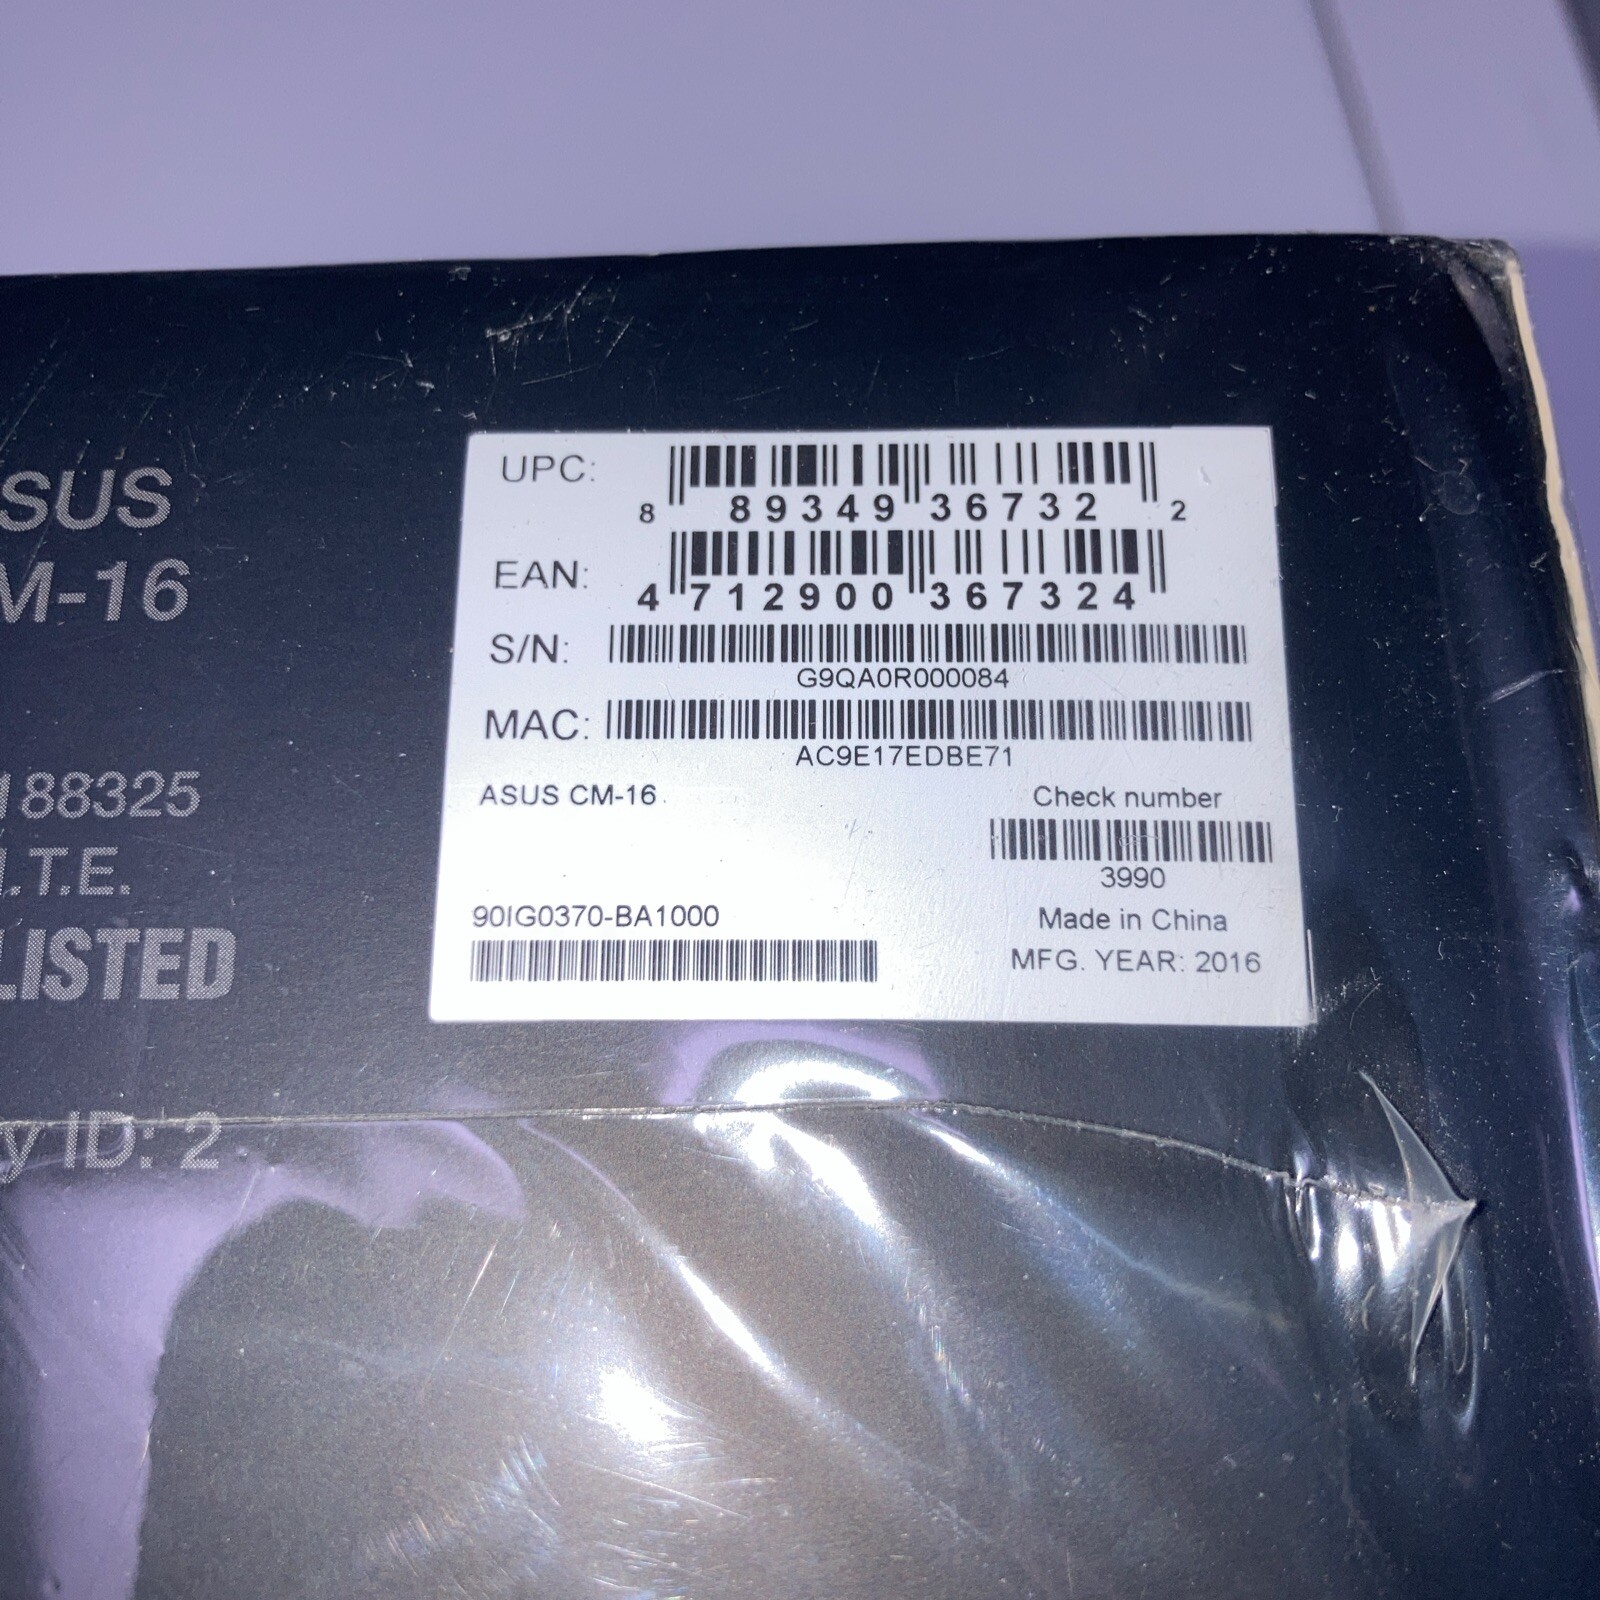 SUS
M-16
188325
I.T.E.
LISTED
y ID: 2
UPC:
8 89349 36732 2
EAN:
4 712900 367324
S/N:
G9QA0R000084
MAC:
AC9E17EDBE71
ASUS CM-16
Check number
3990
90IG0370-BA1000
Made in China
MFG. YEAR: 2016